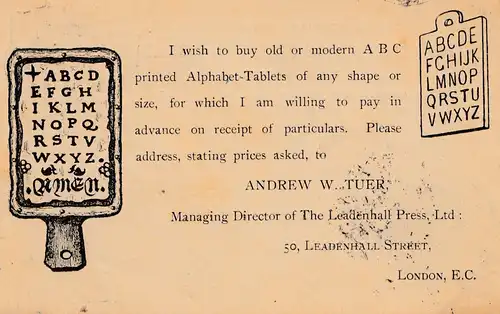 I wish to buy old or modern A B C
printed Alphabet-Tablets of any shape or
size, for which I am willing to pay in
advance on receipt of particulars. Please
address, stating prices asked, to
ANDREW W. TUER,
Managing Director of The Leadenhall Press, Ltd :
50, LEADENHALL STREET,
LONDON, E.C.
+ABCD
EFGH
IKLM
NOPQ
RSTV
WXYZ.
AMEN.
ABCDE
FGHIJK
LMNOP
QRSTU
VWXYZ